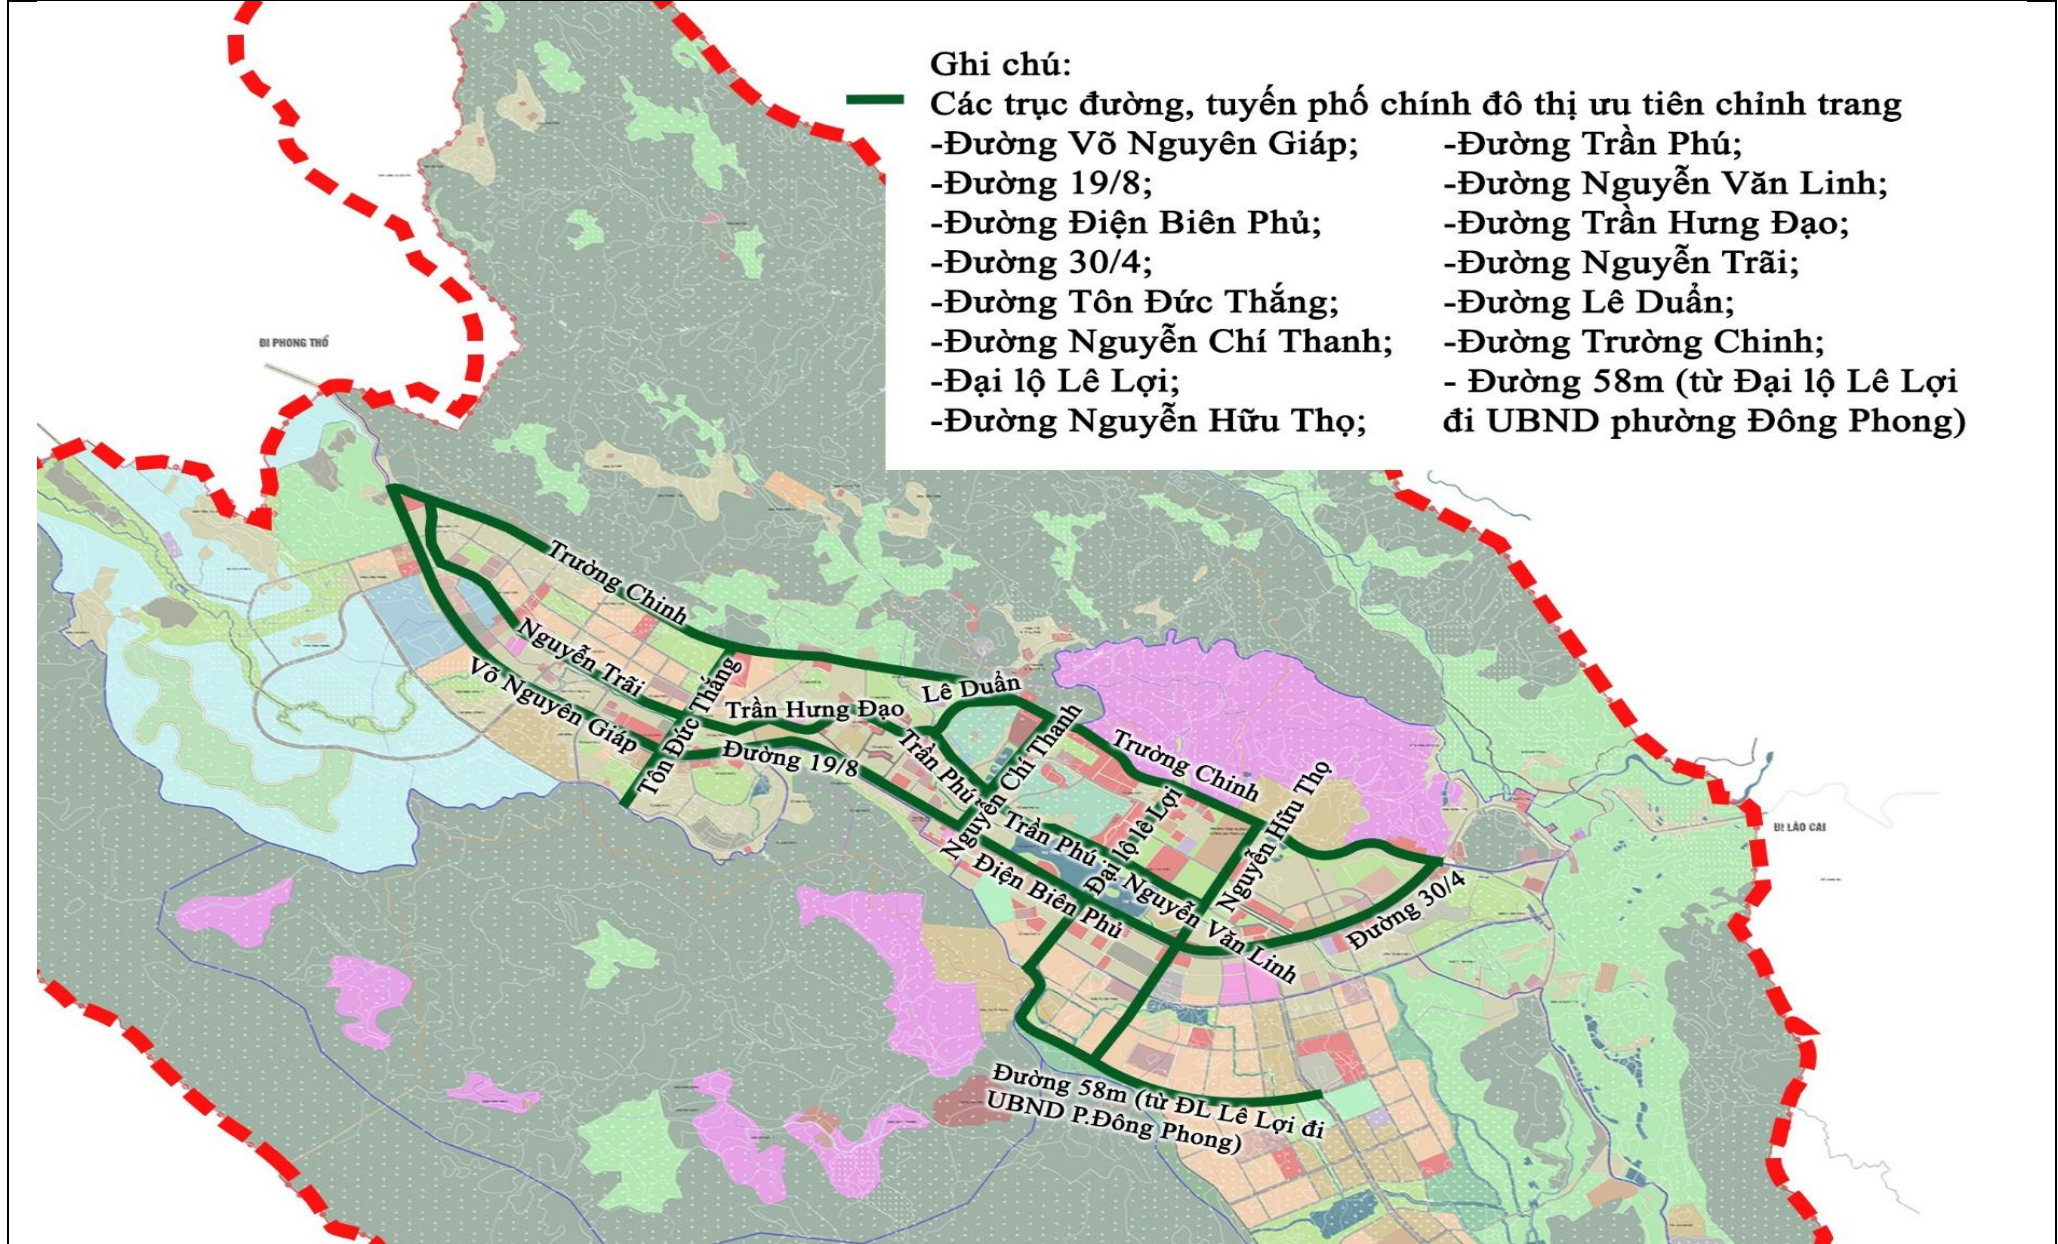 Ghi chú:
Các trục đường, tuyến phố chính đô thị ưu tiên chỉnh trang
-Đường Võ Nguyên Giáp;
-Đường 19/8;
-Đường Điện Biên Phủ;
-Đường 30/4;
-Đường Tôn Đức Thắng;
-Đường Nguyễn Chí Thanh;
-Đại lộ Lê Lợi;
-Đường Nguyễn Hữu Thọ;
-Đường Trần Phú;
-Đường Nguyễn Văn Linh;
-Đường Trần Hưng Đạo;
-Đường Nguyễn Trãi;
-Đường Lê Duẩn;
-Đường Trường Chinh;
- Đường 58m (từ Đại lộ Lê Lợi
đi UBND phường Đông Phong)
ĐI PHONG THỔ
Trường Chinh
Nguyễn Trãi
Võ Nguyên Giáp
Tôn Đức Thắng
Trần Hưng Đạo
Đường 19/8
Lê Duẩn
Trần Phú
Nguyễn Chí Thanh
Trường Chinh
Trần Phú
Đại lộ lê Lợi
Nguyễn Hữu Thọ
Điện Biên Phủ
Nguyễn Văn Linh
Đường 30/4
ĐI LÀO CAI
Đường 58m (từ ĐL Lê Lợi đi
UBND P.Đông Phong)